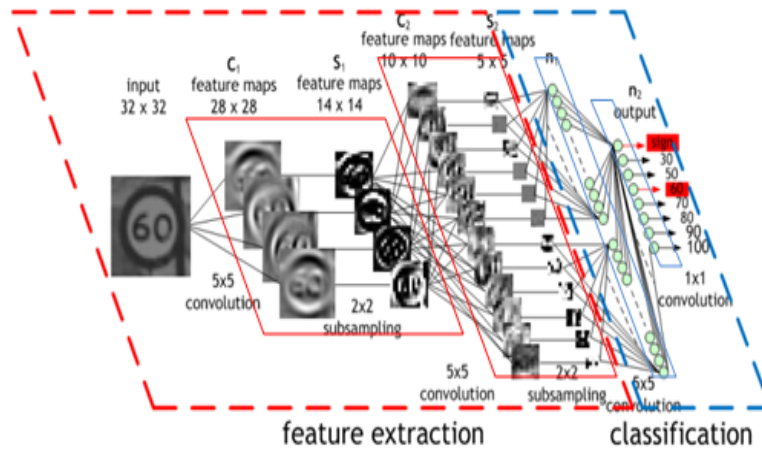 input
32 x 32
C1
feature maps
28 x 28
S1
feature maps
14 x 14
C2
feature maps
10 x 10
S2
feature maps
5 x 5
n1
n2
output
sign
30
50
60
70
80
90
100
60
5x5
convolution
2x2
subsampling
5x5
convolution
2x2
subsampling
5x5
convolution
1x1
convolution
feature extraction
classification